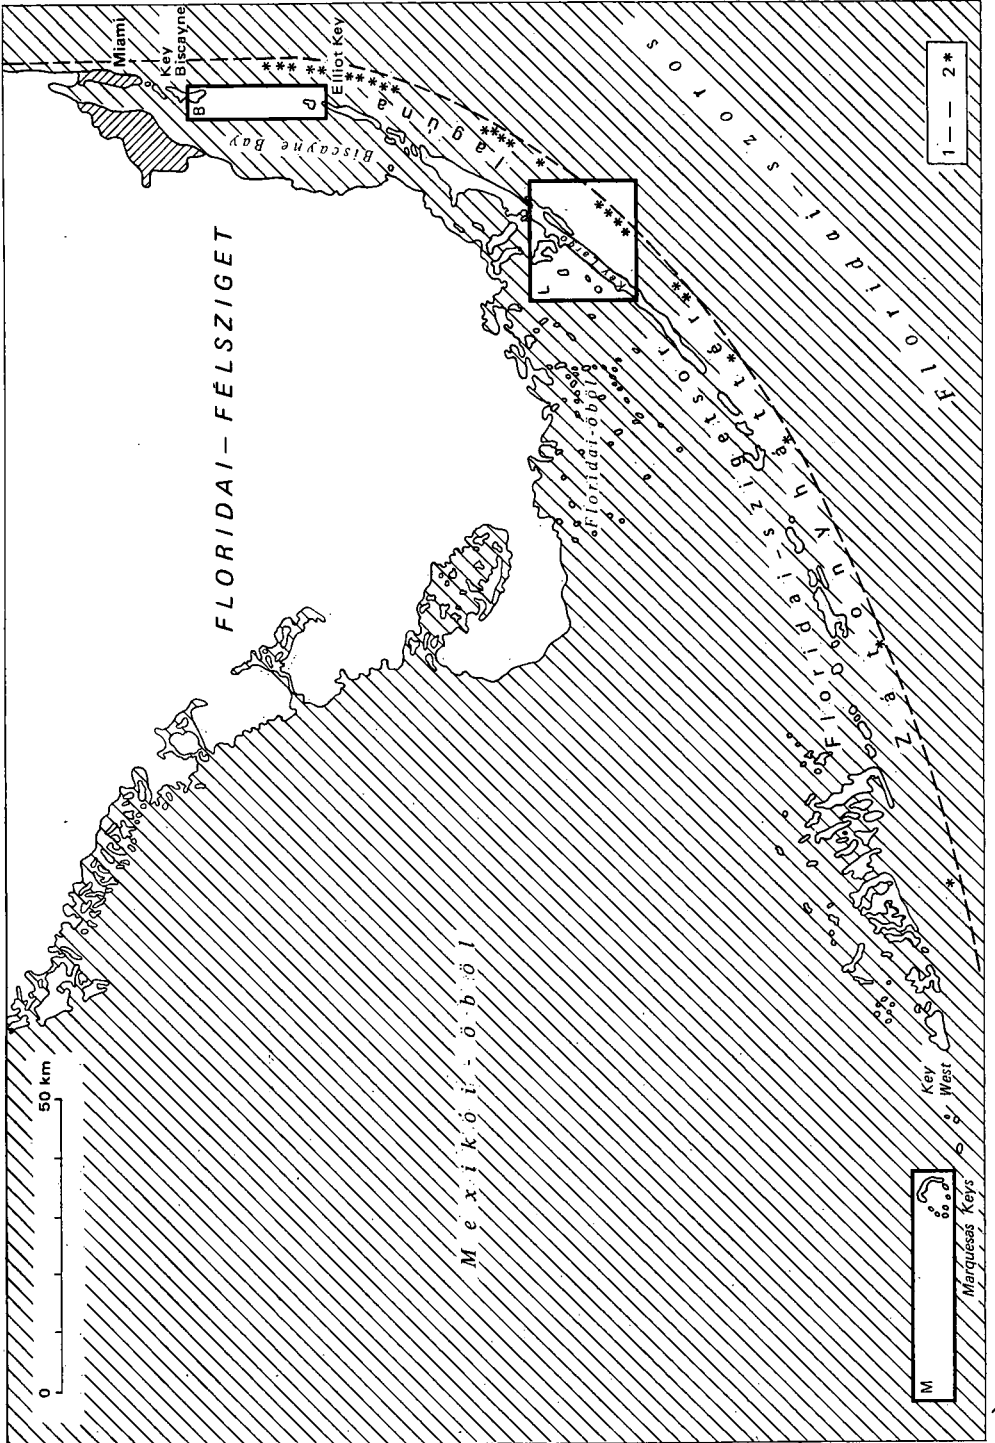 FLORIDAI–FÉLSZIGET
Miami
Key
Biscayne
B
Elliot Key
Biscayne Bay
lagúna
L
Key Largo
Floridai-öböl
Floridai-szoros
Floridai-szigetsor
Zátonyháttér
Mexikói-öböl
0 50 km
M
Key
West
Marquesas Keys
1 — — 2 *